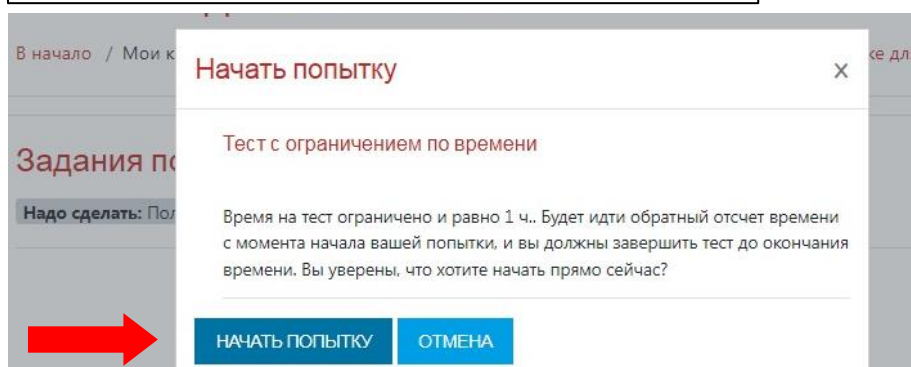 В начало / Мои к
Начать попытку
×
ке дл
Тест с ограничением по времени
Задания по
Надо сделать: Пол
Время на тест ограничено и равно 1 ч.. Будет идти обратный отсчет времени
с момента начала вашей попытки, и вы должны завершить тест до окончания
времени. Вы уверены, что хотите начать прямо сейчас?
НАЧАТЬ ПОПЫТКУ
ОТМЕНА